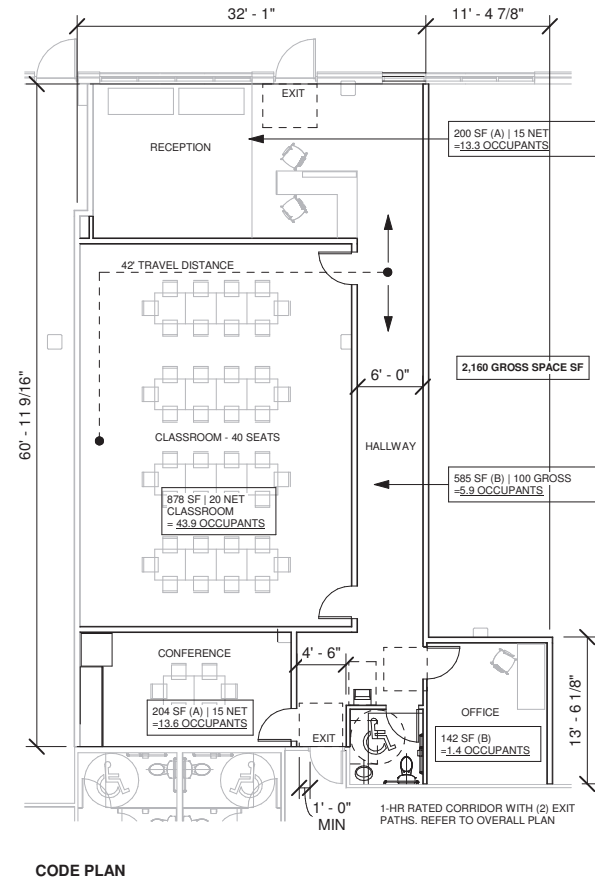 32' - 1"
11' - 4 7/8"
EXIT
RECEPTION
200 SF (A) | 15 NET
=13.3 OCCUPANTS
42' TRAVEL DISTANCE
60' - 11 9/16"
6' - 0"
2,160 GROSS SPACE SF
CLASSROOM - 40 SEATS
HALLWAY
585 SF (B) | 100 GROSS
=5.9 OCCUPANTS
878 SF | 20 NET
CLASSROOM
= 43.9 OCCUPANTS
CONFERENCE
4' - 6"
204 SF (A) | 15 NET
=13.6 OCCUPANTS
OFFICE
142 SF (B)
=1.4 OCCUPANTS
13' - 6 1/8"
EXIT
1' - 0"
MIN
1-HR RATED CORRIDOR WITH (2) EXIT
PATHS. REFER TO OVERALL PLAN
CODE PLAN